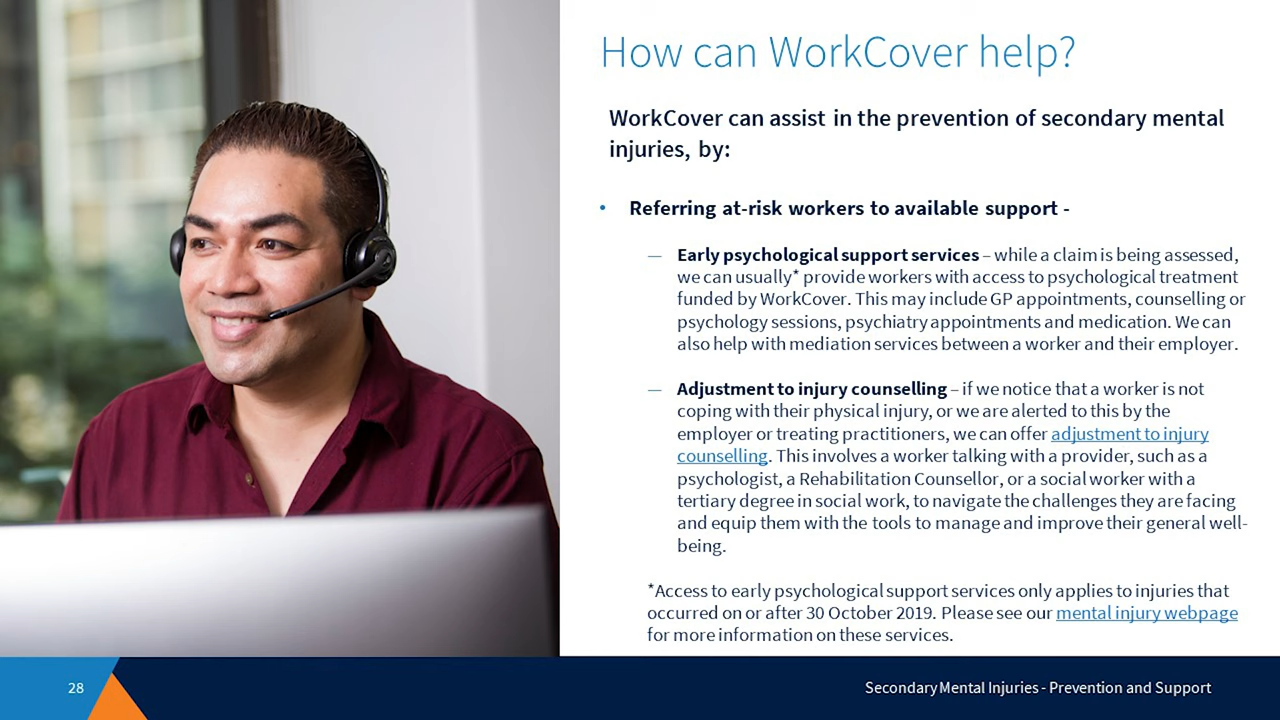 How can WorkCover help?
WorkCover can assist in the prevention of secondary mental
injuries, by:
• Referring at-risk workers to available support -
— Early psychological support services – while a claim is being assessed,
we can usually* provide workers with access to psychological treatment
funded by WorkCover. This may include GP appointments, counselling or
psychology sessions, psychiatry appointments and medication. We can
also help with mediation services between a worker and their employer.
— Adjustment to injury counselling – if we notice that a worker is not
coping with their physical injury, or we are alerted to this by the
employer or treating practitioners, we can offer adjustment to injury
counselling. This involves a worker talking with a provider, such as a
psychologist, a Rehabilitation Counsellor, or a social worker with a
tertiary degree in social work, to navigate the challenges they are facing
and equip them with the tools to manage and improve their general well-
being.
*Access to early psychological support services only applies to injuries that
occurred on or after 30 October 2019. Please see our mental injury webpage
for more information on these services.
28
Secondary Mental Injuries - Prevention and Support